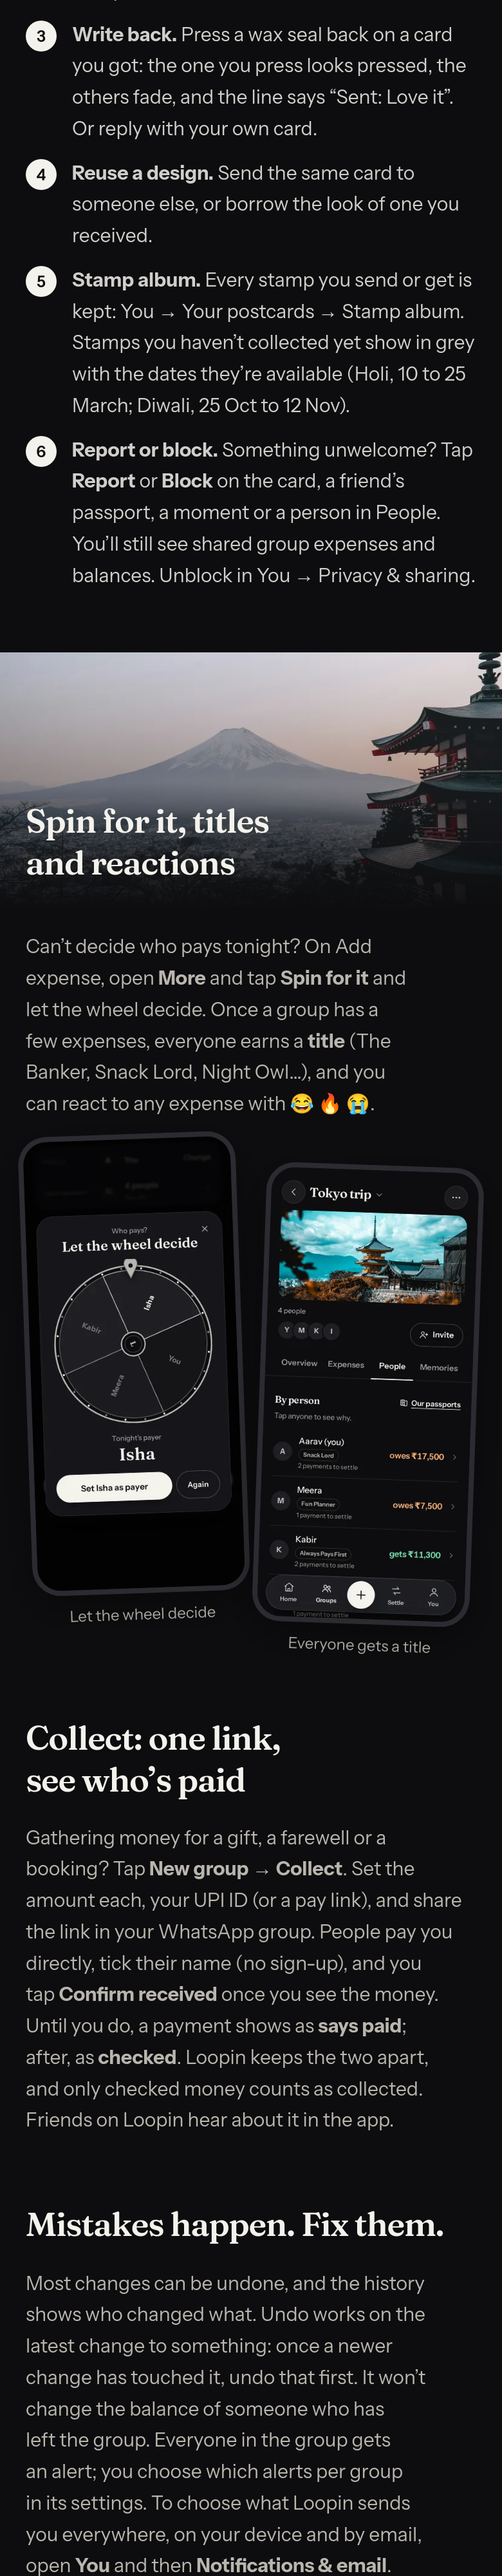 3 Write back. Press a wax seal back on a card
you got: the one you press looks pressed, the
others fade, and the line says “Sent: Love it”.
Or reply with your own card.
4 Reuse a design. Send the same card to
someone else, or borrow the look of one you
received.
5 Stamp album. Every stamp you send or get is
kept: You → Your postcards → Stamp album.
Stamps you haven’t collected yet show in grey
with the dates they’re available (Holi, 10 to 25
March; Diwali, 25 Oct to 12 Nov).
6 Report or block. Something unwelcome? Tap
Report or Block on the card, a friend’s
passport, a moment or a person in People.
You’ll still see shared group expenses and
balances. Unblock in You → Privacy & sharing.
Spin for it, titles
and reactions
Can’t decide who pays tonight? On Add
expense, open More and tap Spin for it and
let the wheel decide. Once a group has a
few expenses, everyone earns a title (The
Banker, Snack Lord, Night Owl…), and you
can react to any expense with 😂 🔥 😭.
Who pays?
Let the wheel decide
Isha
Kabir
You
Meera
Tonight’s payer
Isha
Set Isha as payer
Again
Let the wheel decide
Tokyo trip
4 people
Y M K I
Invite
Overview Expenses People Memories
By person
Our passports
Tap anyone to see why.
A Aarav (you)
Snack Lord
owes ₹17,500
2 payments to settle
M Meera
Fun Planner
owes ₹7,500
1 payment to settle
K Kabir
Always Pays First
gets ₹11,300
2 payments to settle
Home Groups + Settle You
1 payment to settle
Everyone gets a title
Collect: one link,
see who’s paid
Gathering money for a gift, a farewell or a
booking? Tap New group → Collect. Set the
amount each, your UPI ID (or a pay link), and share
the link in your WhatsApp group. People pay you
directly, tick their name (no sign-up), and you
tap Confirm received once you see the money.
Until you do, a payment shows as says paid;
after, as checked. Loopin keeps the two apart,
and only checked money counts as collected.
Friends on Loopin hear about it in the app.
Mistakes happen. Fix them.
Most changes can be undone, and the history
shows who changed what. Undo works on the
latest change to something: once a newer
change has touched it, undo that first. It won’t
change the balance of someone who has
left the group. Everyone in the group gets
an alert; you choose which alerts per group
in its settings. To choose what Loopin sends
you everywhere, on your device and by email,
open You and then Notifications & email.